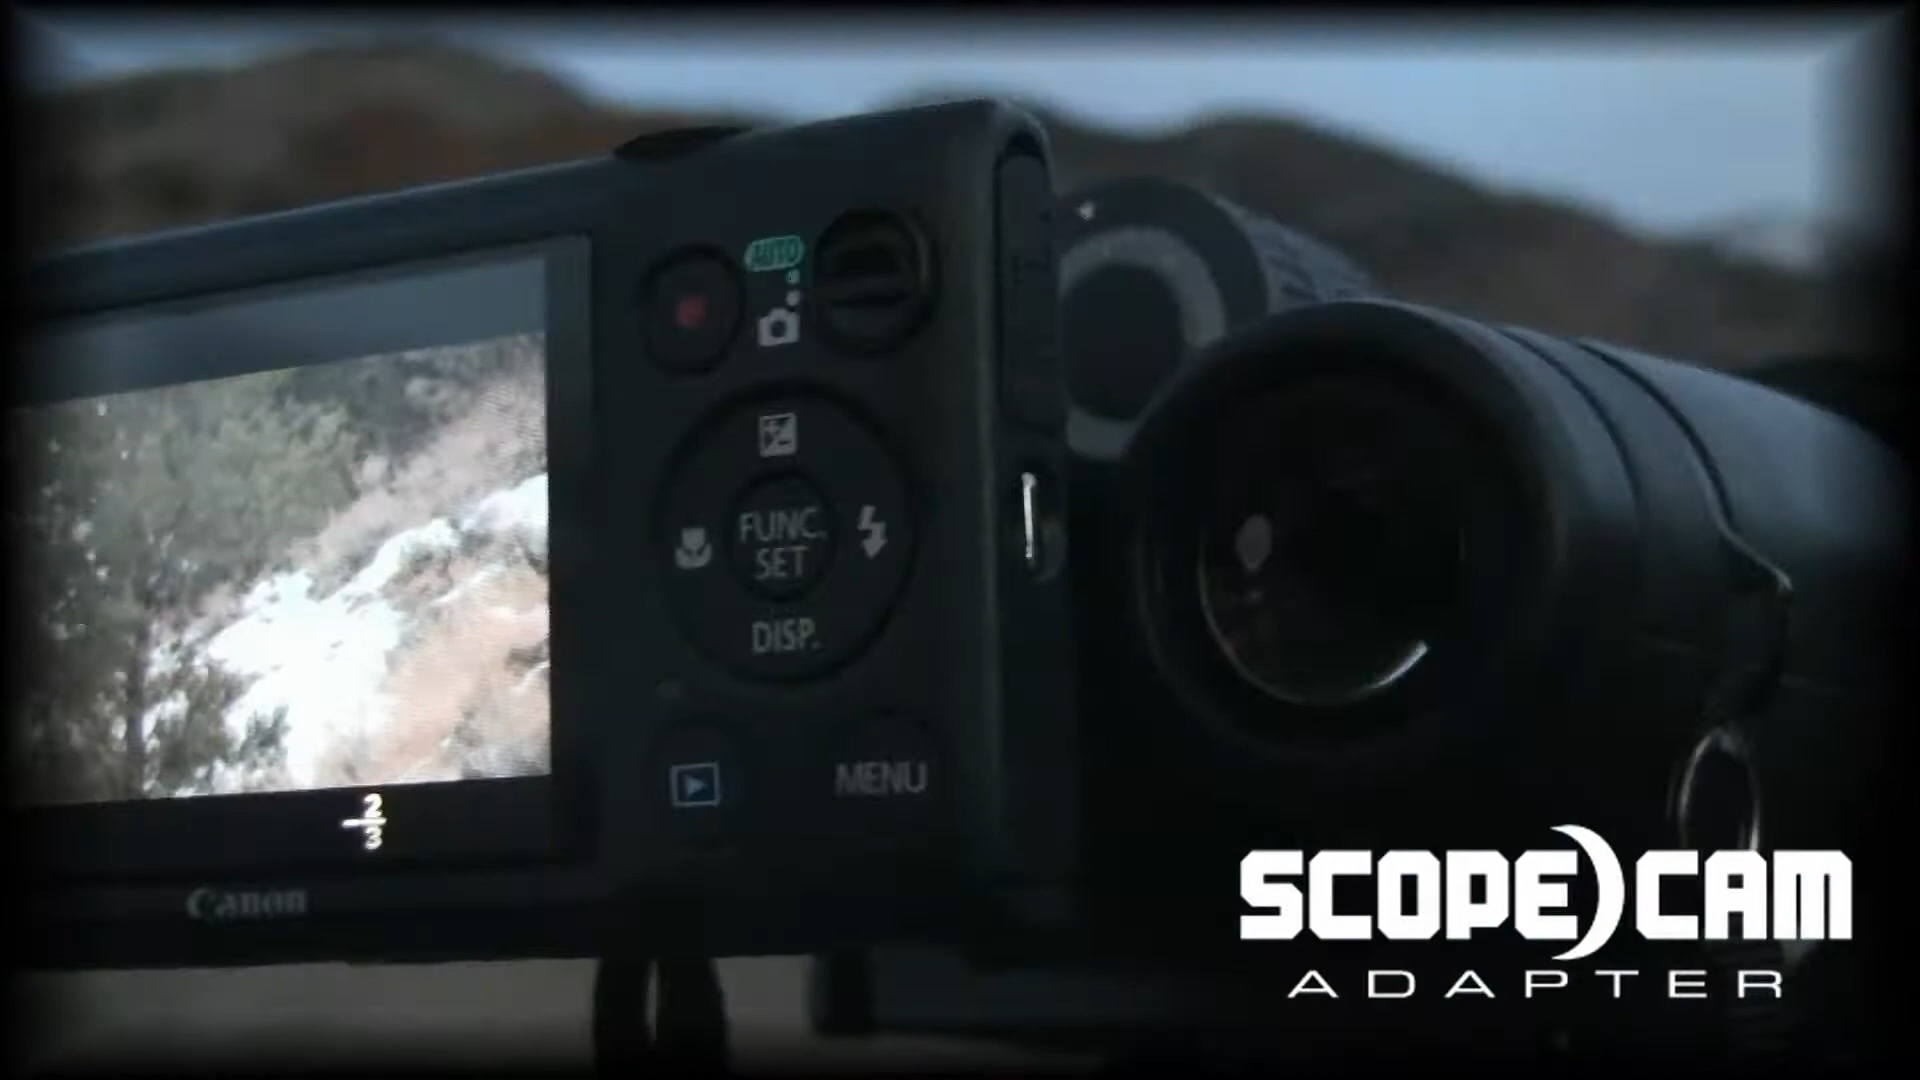 AUTO
FUNC.
SET
DISP.
MENU
-2/3
Canon
SCOPE CAM
ADAPTER